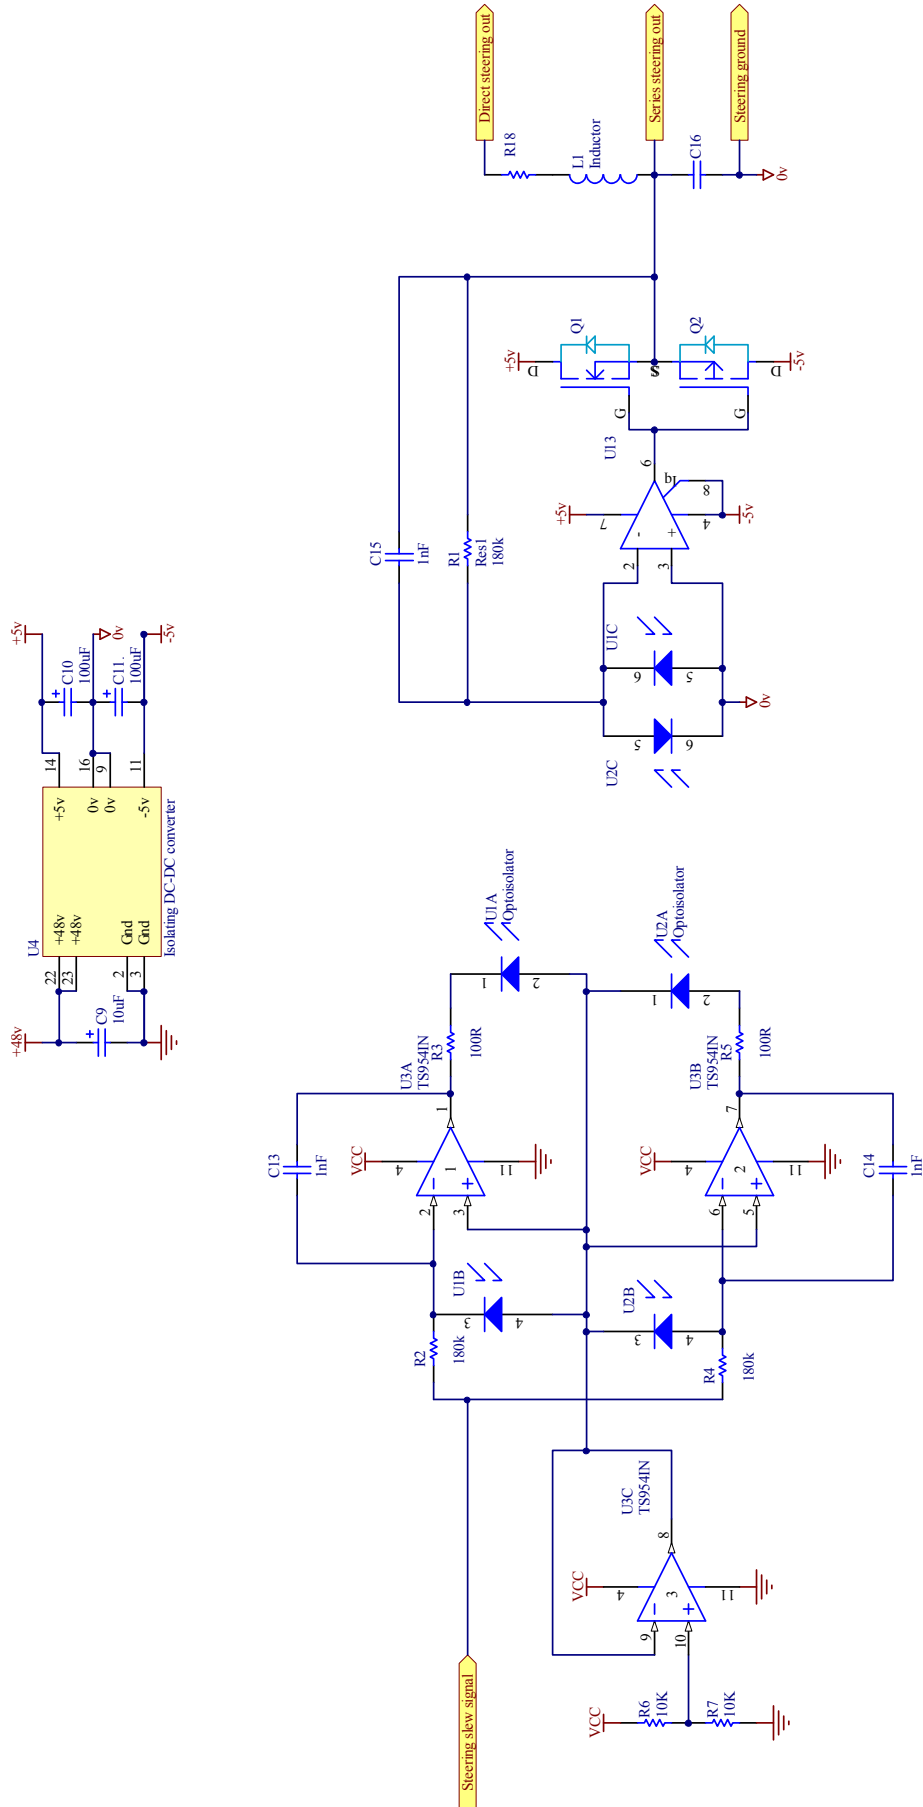 Direct steering out
Series steering out
Steering ground
R18
L1
Inductor
C16
0v
C15
1nF
R1
Res1
180k
+5v
D
Q1
S
Q2
D
-5v
G
G
U13
6
Iq
8
+5v
7
4
-5v
-
+
2
3
U1C
6
5
U2C
5
6
0v
+5v
0v
-5v
C10
100uF
C11.
100uF
14
16
9
11
+5v
0v
0v
-5v
Isolating DC-DC converter
U4
+48v
+48v
Gnd
Gnd
22
23
2
3
+48v
C9
10uF
U1A
Optoisolator
1
2
U2A
Optoisolator
1
2
R3
100R
U3A
TS954IN
1
C13
1nF
VCC
4
1
11
2
3
R5
100R
U3B
TS954IN
7
VCC
4
2
11
6
5
C14
1nF
U1B
3
4
R2
180k
U2B
3
4
R4
180k
U3C
TS954IN
8
VCC
4
3
11
9
10
Steering slew signal
VCC
R6
10K
R7
10K